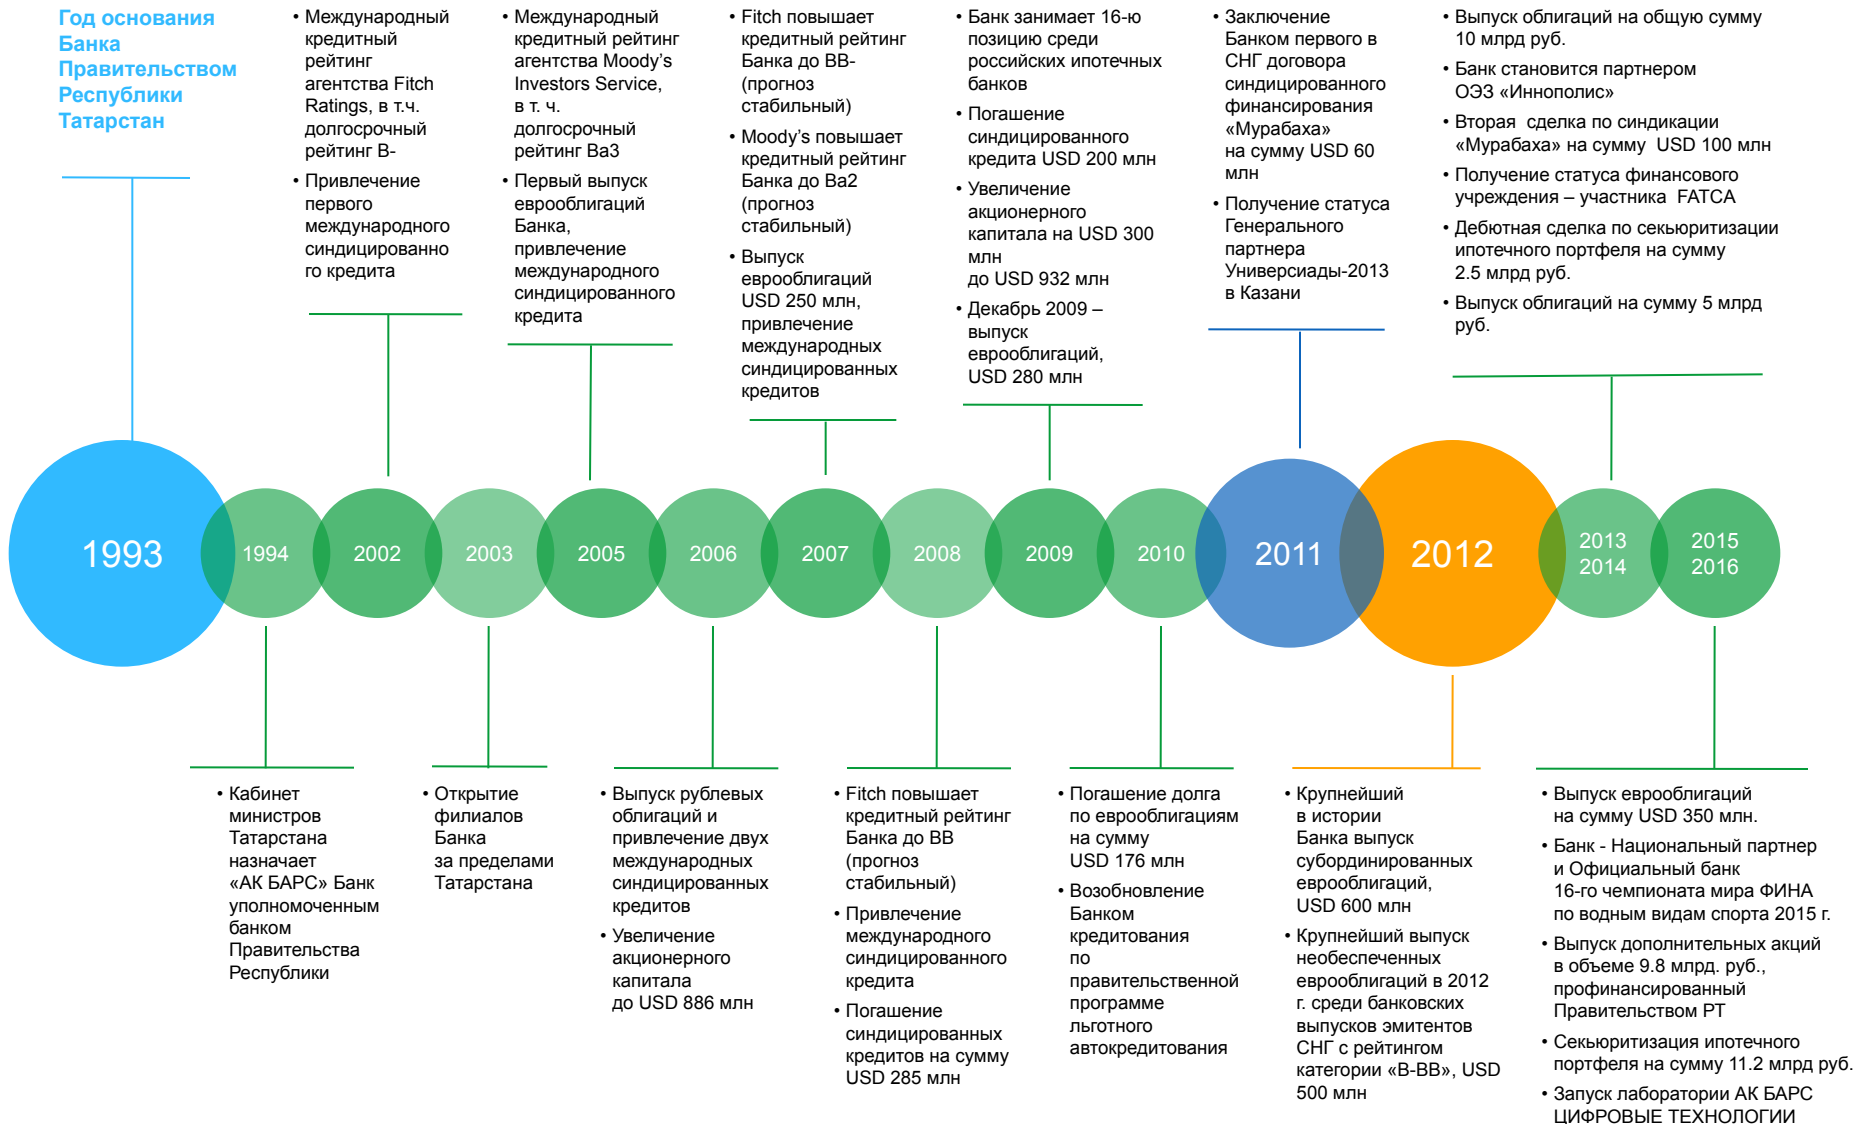 Год основания
Банка
Правительством
Республики
Татарстан
• Международный
кредитный
рейтинг
агентства Fitch
Ratings, в т.ч.
долгосрочный
рейтинг B-
• Привлечение
первого
международного
синдицированно
го кредита
• Международный
кредитный рейтинг
агентства Moody’s
Investors Service,
в т. ч.
долгосрочный
рейтинг Ba3
• Первый выпуск
еврооблигаций
Банка,
привлечение
международного
синдицированного
кредита
• Fitch повышает
кредитный рейтинг
Банка до BB-
(прогноз
стабильный)
• Moody’s повышает
кредитный рейтинг
Банка до Ba2
(прогноз
стабильный)
• Выпуск
еврооблигаций
USD 250 млн,
привлечение
международных
синдицированных
кредитов
• Банк занимает 16-ю
позицию среди
российских ипотечных
банков
• Погашение
синдицированного
кредита USD 200 млн
• Увеличение
акционерного
капитала на USD 300
млн
до USD 932 млн
• Декабрь 2009 –
выпуск
еврооблигаций,
USD 280 млн
• Заключение
Банком первого в
СНГ договора
синдицированного
финансирования
«Мурабаха»
на сумму USD 60
млн
• Получение статуса
Генерального
партнера
Универсиады-2013
в Казани
• Выпуск облигаций на общую сумму
10 млрд руб.
• Банк становится партнером
ОЭЗ «Иннополис»
• Вторая сделка по синдикации
«Мурабаха» на сумму USD 100 млн
• Получение статуса финансового
учреждения – участника FATCA
• Дебютная сделка по секьюритизации
ипотечного портфеля на сумму
2.5 млрд руб.
• Выпуск облигаций на сумму 5 млрд
руб.
1993
1994
2002
2003
2005
2006
2007
2008
2009
2010
2011
2012
2013
2014
2015
2016
• Кабинет
министров
Татарстана
назначает
«АК БАРС» Банк
уполномоченным
банком
Правительства
Республики
• Открытие
филиалов
Банка
за пределами
Татарстана
• Выпуск рублевых
облигаций и
привлечение двух
международных
синдицированных
кредитов
• Увеличение
акционерного
капитала
до USD 886 млн
• Fitch повышает
кредитный рейтинг
Банка до BB
(прогноз
стабильный)
• Привлечение
международного
синдицированного
кредита
• Погашение
синдицированных
кредитов на сумму
USD 285 млн
• Погашение долга
по еврооблигациям
на сумму
USD 176 млн
• Возобновление
Банком
кредитования
по
правительственной
программе
льготного
автокредитования
• Крупнейший
в истории
Банка выпуск
субординированных
еврооблигаций,
USD 600 млн
• Крупнейший выпуск
необеспеченных
еврооблигаций в 2012
г. среди банковских
выпусков эмитентов
СНГ с рейтингом
категории «B-BB», USD
500 млн
• Выпуск еврооблигаций
на сумму USD 350 млн.
• Банк - Национальный партнер
и Официальный банк
16-го чемпионата мира ФИНА
по водным видам спорта 2015 г.
• Выпуск дополнительных акций
в объеме 9.8 млрд. руб.,
профинансированный
Правительством РТ
• Секьюритизация ипотечного
портфеля на сумму 11.2 млрд руб.
• Запуск лаборатории АК БАРС
ЦИФРОВЫЕ ТЕХНОЛОГИИ